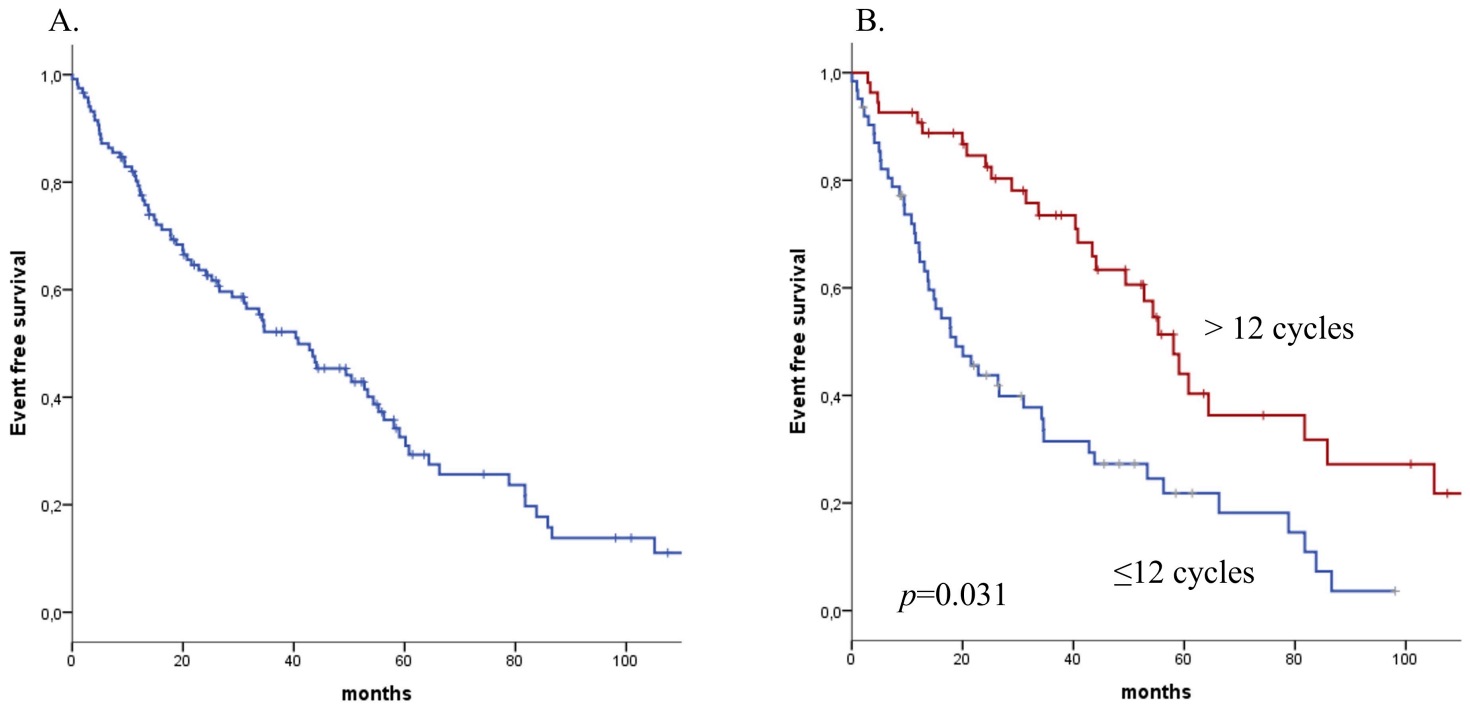 A.
1,0
0,8
0,6
0,4
0,2
0,0
Event free survival
0 20 40 60 80 100
months
B.
1,0
0,8
0,6
0,4
0,2
0,0
Event free survival
> 12 cycles
≤12 cycles
p=0.031
0 20 40 60 80 100
months